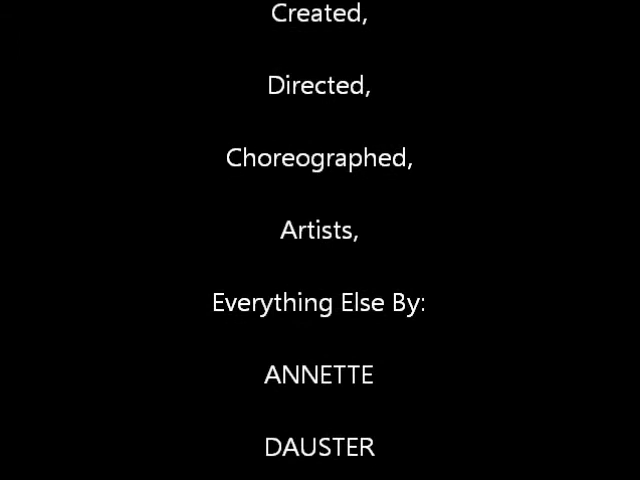 Created,
Directed,
Choreographed,
Artists,
Everything Else By:
ANNETTE
DAUSTER